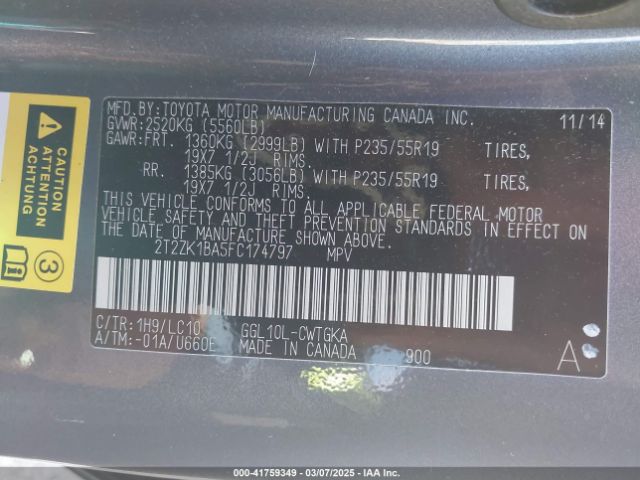 MFD. BY: TOYOTA MOTOR MANUFACTURING CANADA INC. 11/14
GVWR: 2520KG (5560LB)
GAWR: FRT. 1360KG (2999LB) WITH P235/55R19 TIRES,
19X7 1/2J RIMS.
RR. 1385KG (3056LB) WITH P235/55R19 TIRES,
19X7 1/2J RIMS.
THIS VEHICLE CONFORMS TO ALL APPLICABLE FEDERAL MOTOR
VEHICLE SAFETY AND THEFT PREVENTION STANDARDS IN EFFECT ON
THE DATE OF MANUFACTURE SHOWN ABOVE.
2T2ZK1BA5FC174797 MPV
C/TR: 1H9/LC10 GGL10L-CWTGKA
A/TM: -01A/U660E MADE IN CANADA 900 A
3
000-41759349 - 03/07/2025 - IAA Inc.